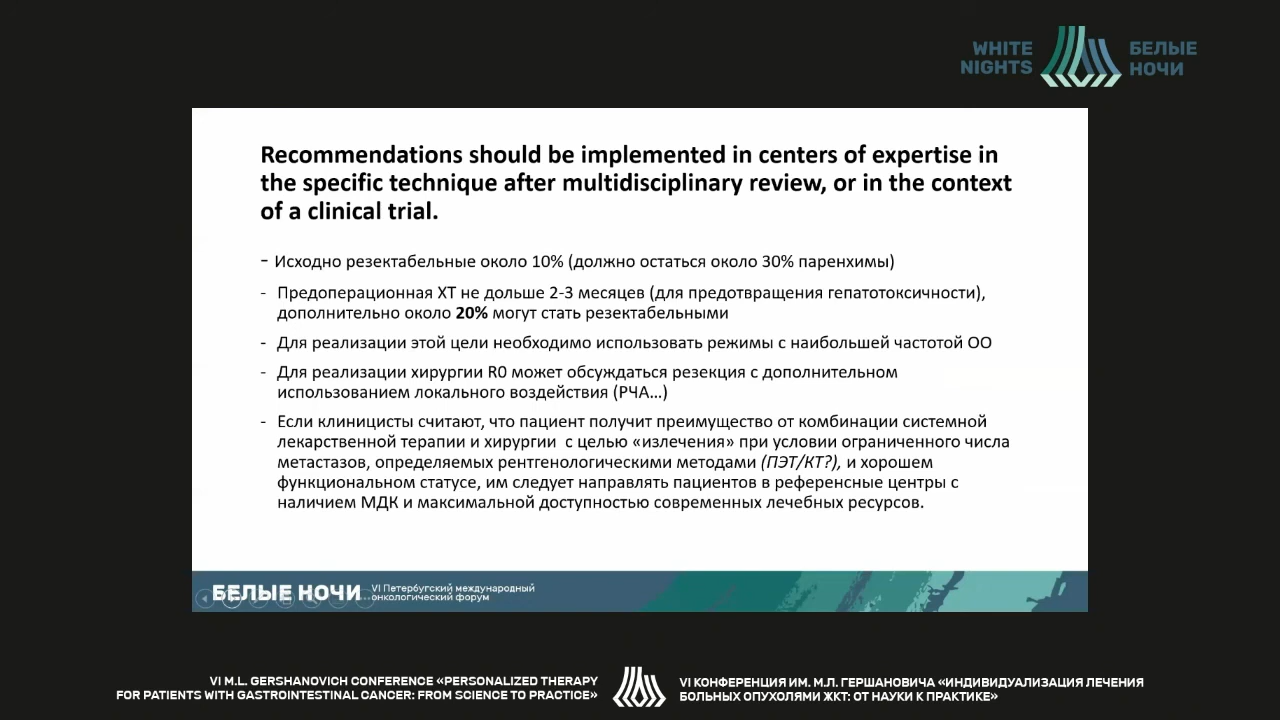 WHITE
NIGHTS
БЕЛЫЕ
НОЧИ
Recommendations should be implemented in centers of expertise in
the specific technique after multidisciplinary review, or in the context
of a clinical trial.
- Исходно резектабельные около 10% (должно остаться около 30% паренхимы)
- Предоперационная ХТ не дольше 2-3 месяцев (для предотвращения гепатотоксичности),
дополнительно около 20% могут стать резектабельными
- Для реализации этой цели необходимо использовать режимы с наибольшей частотой ОО
- Для реализации хирургии R0 может обсуждаться резекция с дополнительном
использованием локального воздействия (РЧА...)
- Если клиницисты считают, что пациент получит преимущество от комбинации системной
лекарственной терапии и хирургии с целью «излечения» при условии ограниченного числа
метастазов, определяемых рентгенологическими методами (ПЭТ/КТ?), и хорошем
функциональном статусе, им следует направлять пациентов в референсные центры с
наличием МДК и максимальной доступностью современных лечебных ресурсов.
БЕЛЫЕ НОЧИ
VI Петербургский международный
онкологический форум
VI M.L. GERSHANOVICH CONFERENCE «PERSONALIZED THERAPY
FOR PATIENTS WITH GASTROINTESTINAL CANCER: FROM SCIENCE TO PRACTICE»
VI КОНФЕРЕНЦИЯ ИМ. М.Л. ГЕРШАНОВИЧА «ИНДИВИДУАЛИЗАЦИЯ ЛЕЧЕНИЯ
БОЛЬНЫХ ОПУХОЛЯМИ ЖКТ: ОТ НАУКИ К ПРАКТИКЕ»